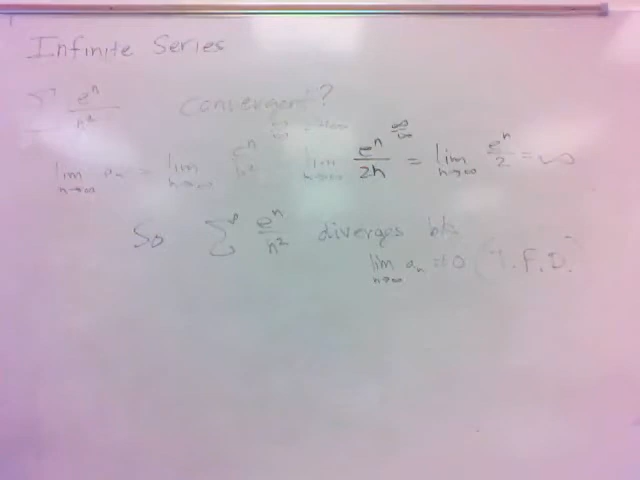 Infinite Series
∑ eⁿ/n² convergent?
lim n→∞ aₙ = lim n→∞ eⁿ/n² ∞/∞ lim n→∞ eⁿ/2n ∞/∞ = lim n→∞ eⁿ/2 = ∞
So ∑^∞ eⁿ/n² diverges b/c
lim n→∞ aₙ ≠ 0 (T.F.D.)